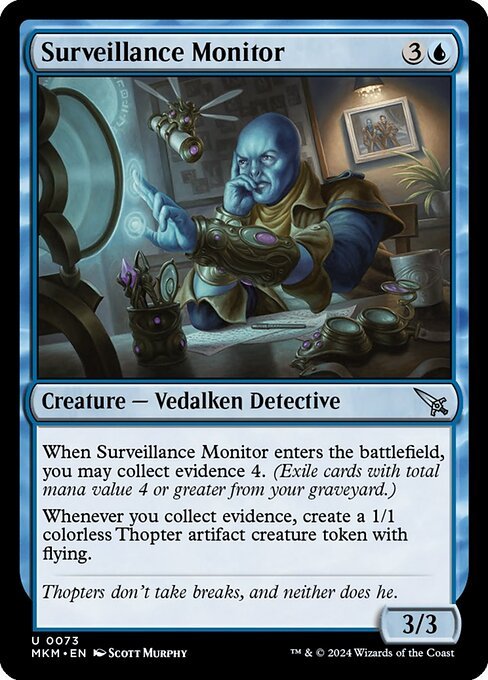 Surveillance Monitor 3
Creature — Vedalken Detective
When Surveillance Monitor enters the battlefield,
you may collect evidence 4. (Exile cards with total
mana value 4 or greater from your graveyard.)
Whenever you collect evidence, create a 1/1
colorless Thopter artifact creature token with
flying.
Thopters don't take breaks, and neither does he.
3/3
U 0073
MKM • EN Scott Murphy
™ & © 2024 Wizards of the Coast